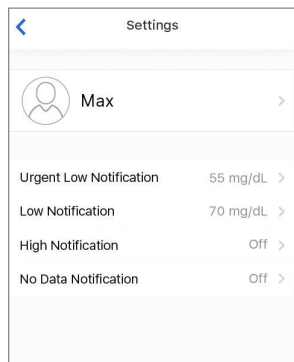 Settings
Max
Urgent Low Notification 55 mg/dL
Low Notification 70 mg/dL
High Notification Off
No Data Notification Off